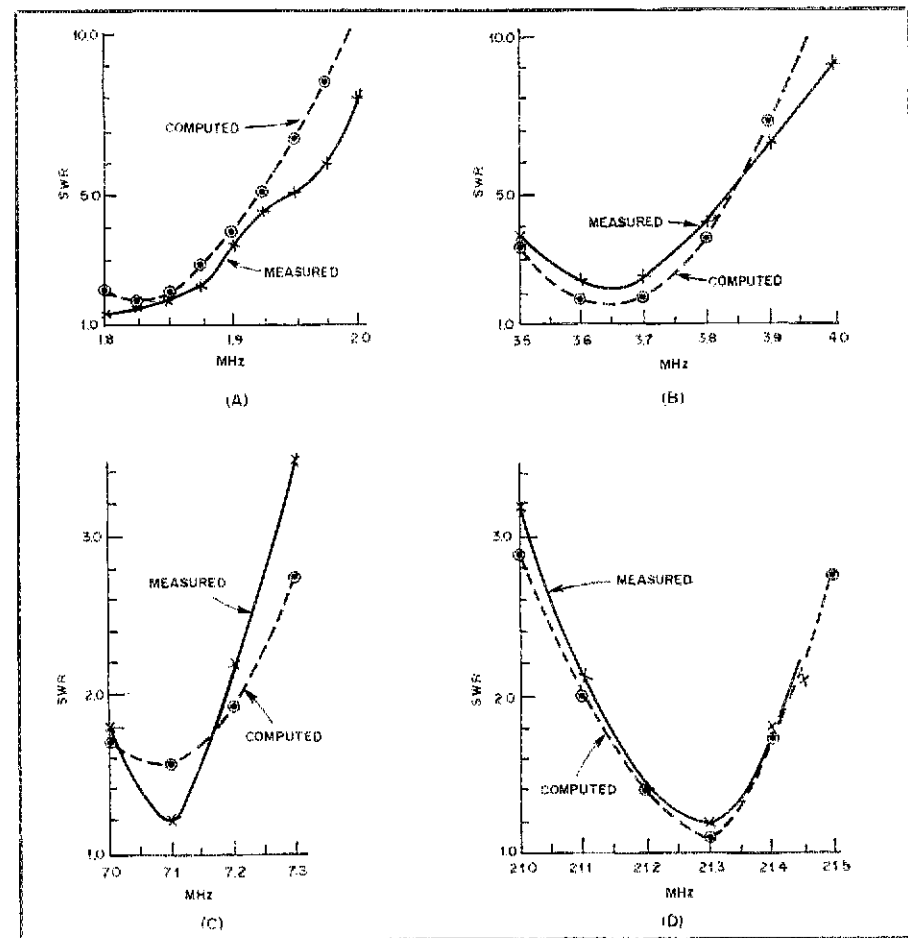 10.0
5.0
1.0
SWR
COMPUTED
MEASURED
1.8 1.9 2.0
MHz
(A)
10.0
5.0
1.0
SWR
MEASURED
COMPUTED
3.5 3.6 3.7 3.8 3.9 4.0
MHz
(B)
3.0
2.0
1.0
SWR
MEASURED
COMPUTED
7.0 7.1 7.2 7.3
MHz
(C)
3.0
2.0
1.0
SWR
MEASURED
COMPUTED
21.0 21.1 21.2 21.3 21.4 21.5
MHz
(D)